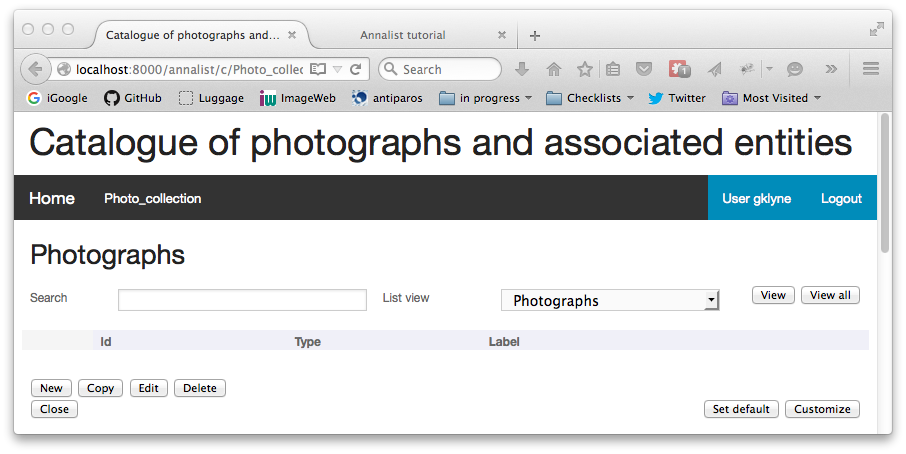 Catalogue of photographs and... × Annalist tutorial × +
localhost:8000/annalist/c/Photo_collec Search 1
iGoogle GitHub Luggage ImageWeb antiparos in progress Checklists Twitter Most Visited
Catalogue of photographs and associated entities
Home Photo_collection User gklyne Logout
Photographs
Search List view Photographs View View all
Id Type Label
New Copy Edit Delete
Close Set default Customize